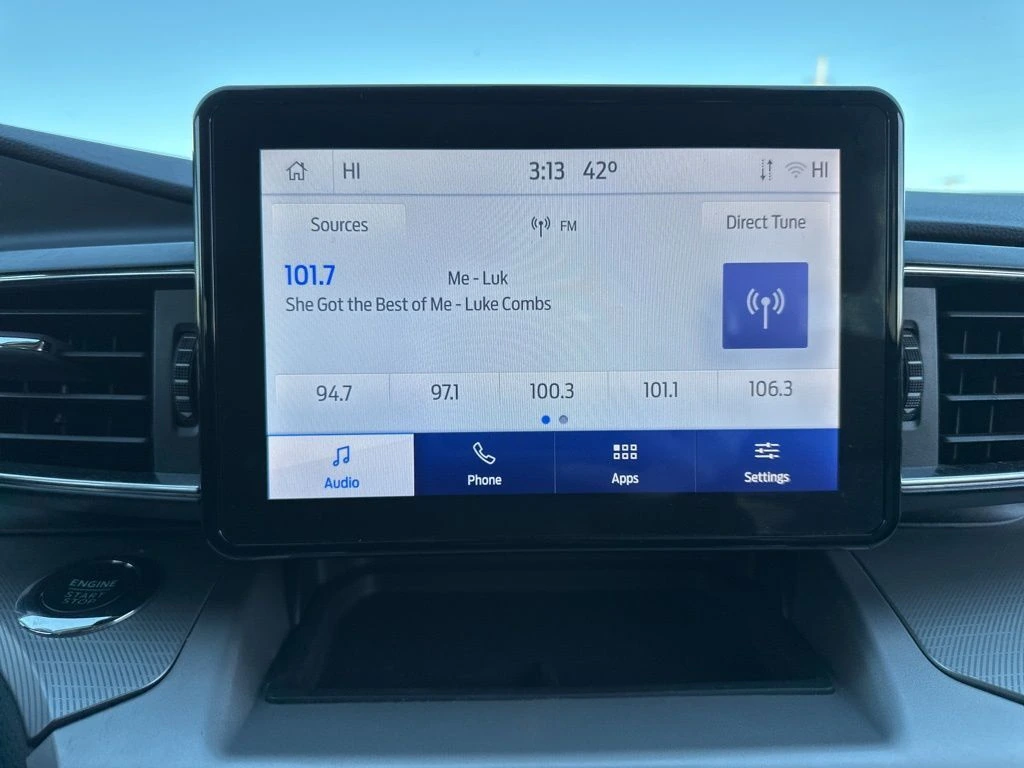 HI 3:13 42º HI
Sources FM Direct Tune
101.7 Me - Luk
She Got the Best of Me - Luke Combs
94.7 97.1 100.3 101.1 106.3
Audio Phone Apps Settings
ENGINE
START
STOP